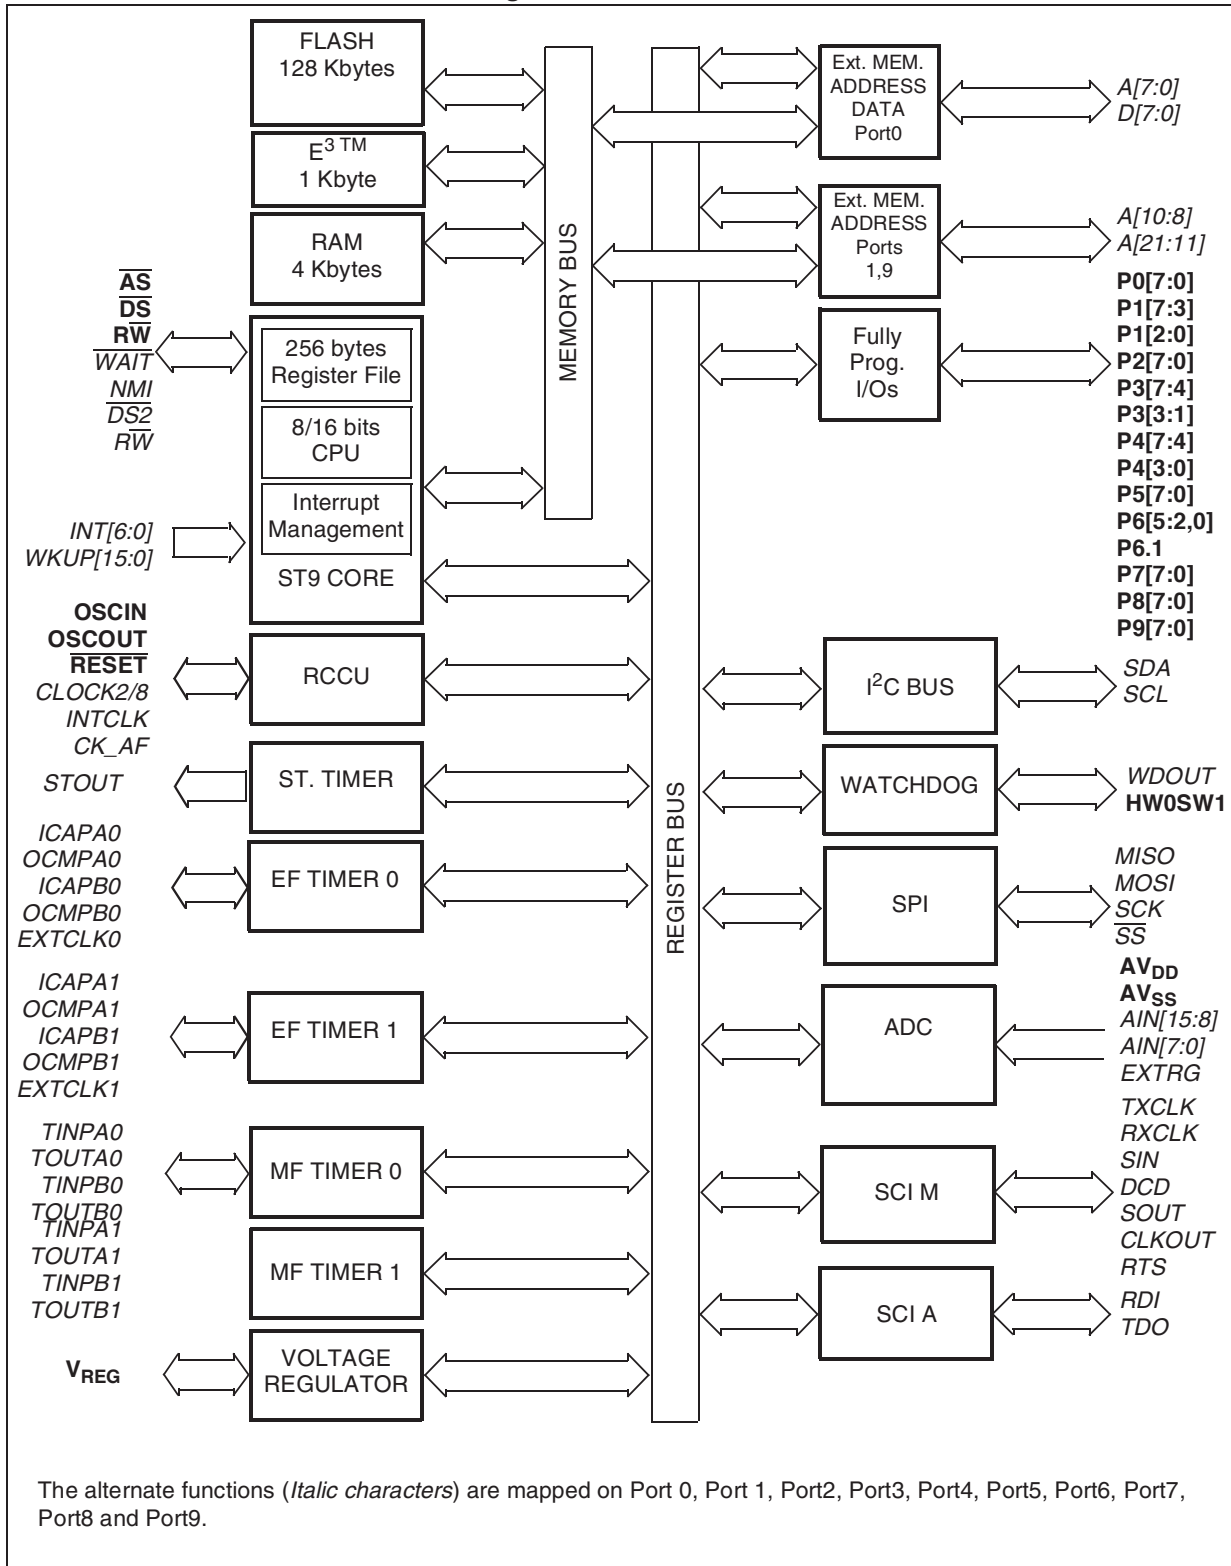 FLASH
128 Kbytes
E³ ™
1 Kbyte
RAM
4 Kbytes
A̅S̅
D̅S̅
RW̅
W̅A̅I̅T̅
NMI
D̅S̅2̅
RW̅
256 bytes
Register File
8/16 bits
CPU
Interrupt
Management
ST9 CORE
INT[6:0]
WKUP[15:0]
OSCIN
OSCOUT
R̅E̅S̅E̅T̅
CLOCK2/8
INTCLK
CK_AF
RCCU
STOUT
ST. TIMER
ICAPA0
OCMPA0
ICAPB0
OCMPB0
EXTCLK0
EF TIMER 0
ICAPA1
OCMPA1
ICAPB1
OCMPB1
EXTCLK1
EF TIMER 1
TINPA0
TOUTA0
TINPB0
TOUTB0
MF TIMER 0
TINPA1
TOUTA1
TINPB1
TOUTB1
MF TIMER 1
V_REG
VOLTAGE
REGULATOR
MEMORY BUS
REGISTER BUS
Ext. MEM.
ADDRESS
DATA
Port0
A[7:0]
D[7:0]
Ext. MEM.
ADDRESS
Ports
1,9
A[10:8]
A[21:11]
Fully
Prog.
I/Os
P0[7:0]
P1[7:3]
P1[2:0]
P2[7:0]
P3[7:4]
P3[3:1]
P4[7:4]
P4[3:0]
P5[7:0]
P6[5:2,0]
P6.1
P7[7:0]
P8[7:0]
P9[7:0]
I²C BUS
SDA
SCL
WATCHDOG
WDOUT
HW0SW1
SPI
MISO
MOSI
SCK
S̅S̅
ADC
AV_DD
AV_SS
AIN[15:8]
AIN[7:0]
EXTRG
SCI M
TXCLK
RXCLK
SIN
DCD
SOUT
CLKOUT
RTS
SCI A
RDI
TDO
The alternate functions (Italic characters) are mapped on Port 0, Port 1, Port2, Port3, Port4, Port5, Port6, Port7,
Port8 and Port9.